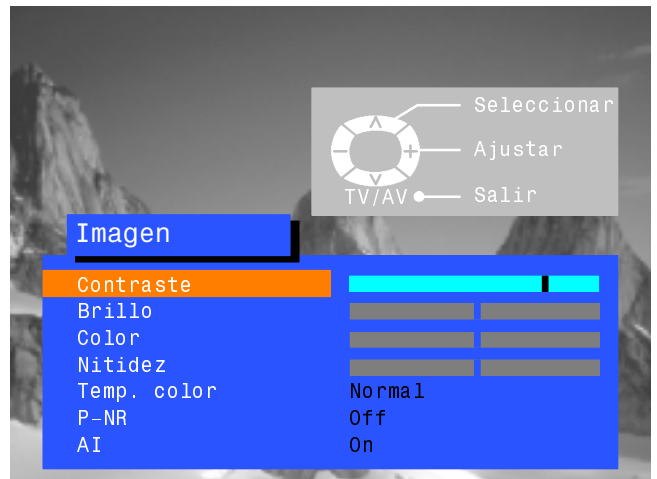 Seleccionar
Ajustar
TV/AV Salir
Imagen
Contraste
Brillo
Color
Nitidez
Temp. color Normal
P-NR Off
AI On